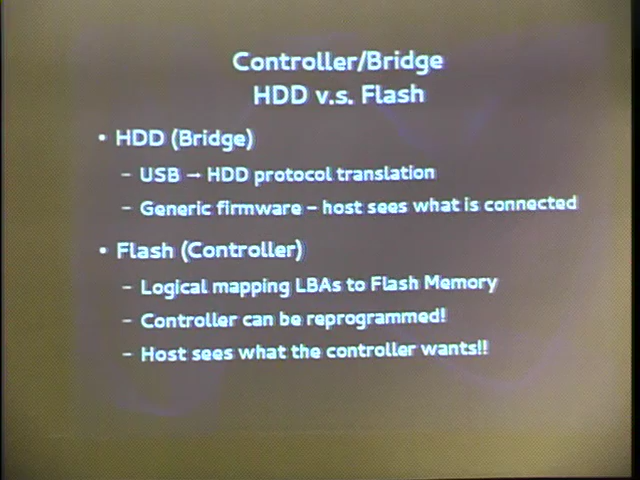 Controller/Bridge
HDD v.s. Flash
• HDD (Bridge)
– USB → HDD protocol translation
– Generic firmware – host sees what is connected
• Flash (Controller)
– Logical mapping LBAs to Flash Memory
– Controller can be reprogrammed!
– Host sees what the controller wants!!